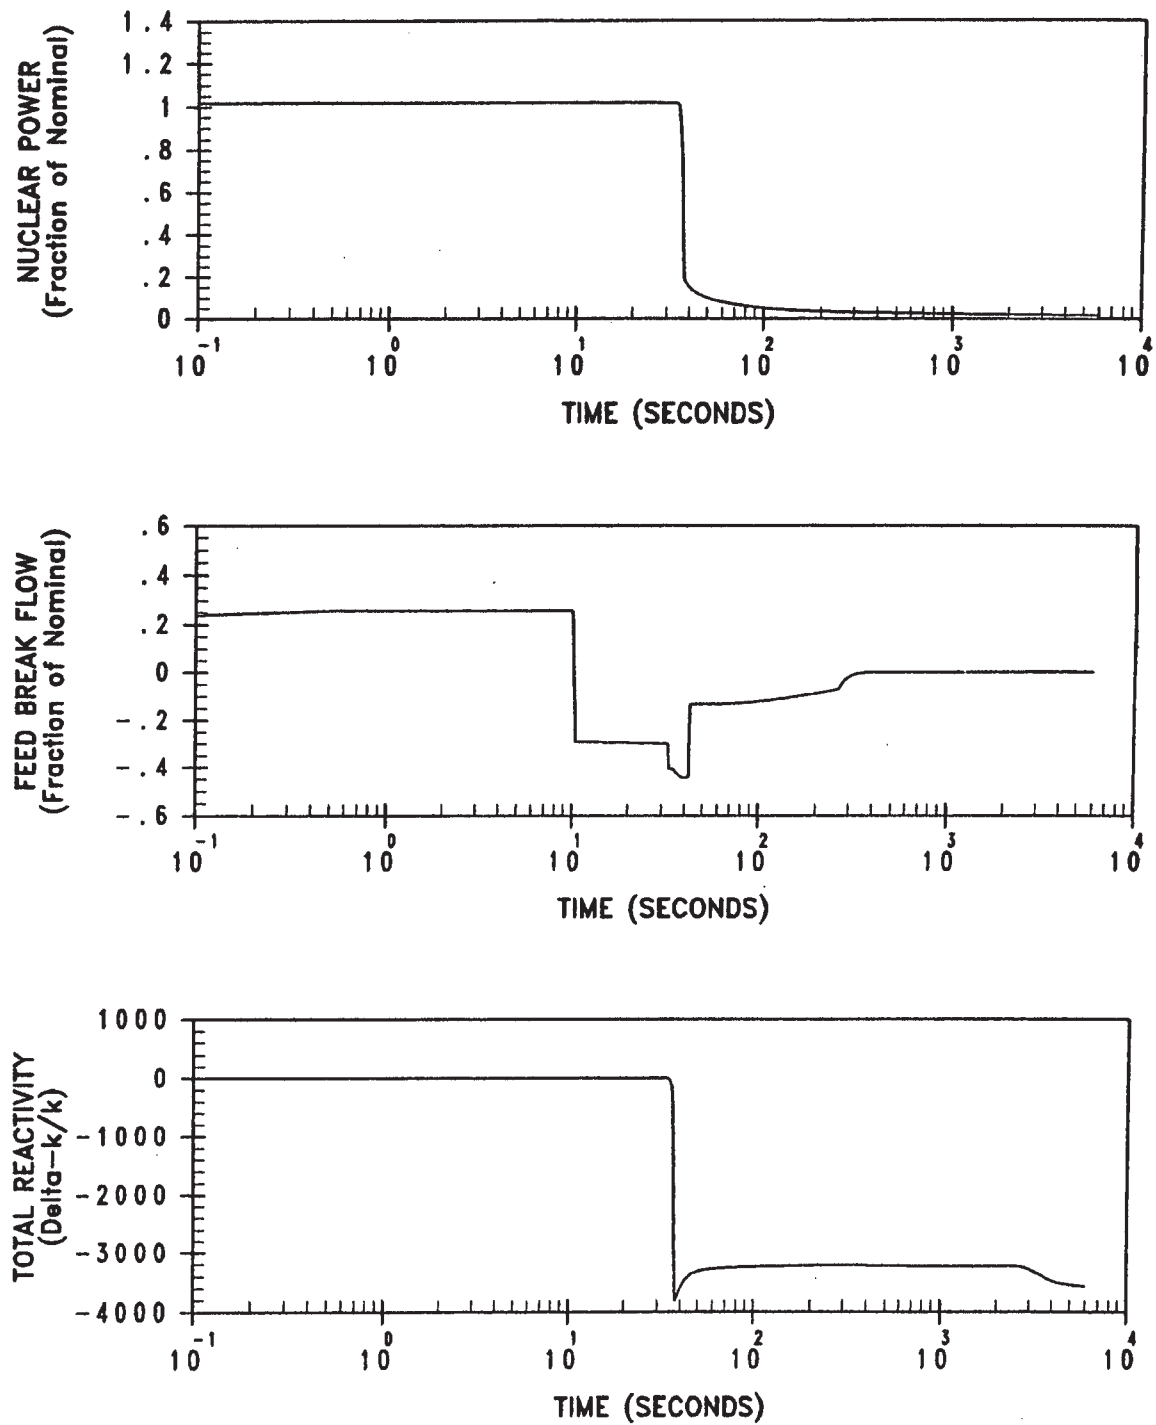 NUCLEAR POWER
(Fraction of Nominal)
1.4
1.2
1
.8
.6
.4
.2
0
10^-1 10^0 10^1 10^2 10^3 10^4
TIME (SECONDS)
FEED BREAK FLOW
(Fraction of Nominal)
.6
.4
.2
0
-.2
-.4
-.6
10^-1 10^0 10^1 10^2 10^3 10^4
TIME (SECONDS)
TOTAL REACTIVITY
(Delta-k/k)
1000
0
-1000
-2000
-3000
-4000
10^-1 10^0 10^1 10^2 10^3 10^4
TIME (SECONDS)